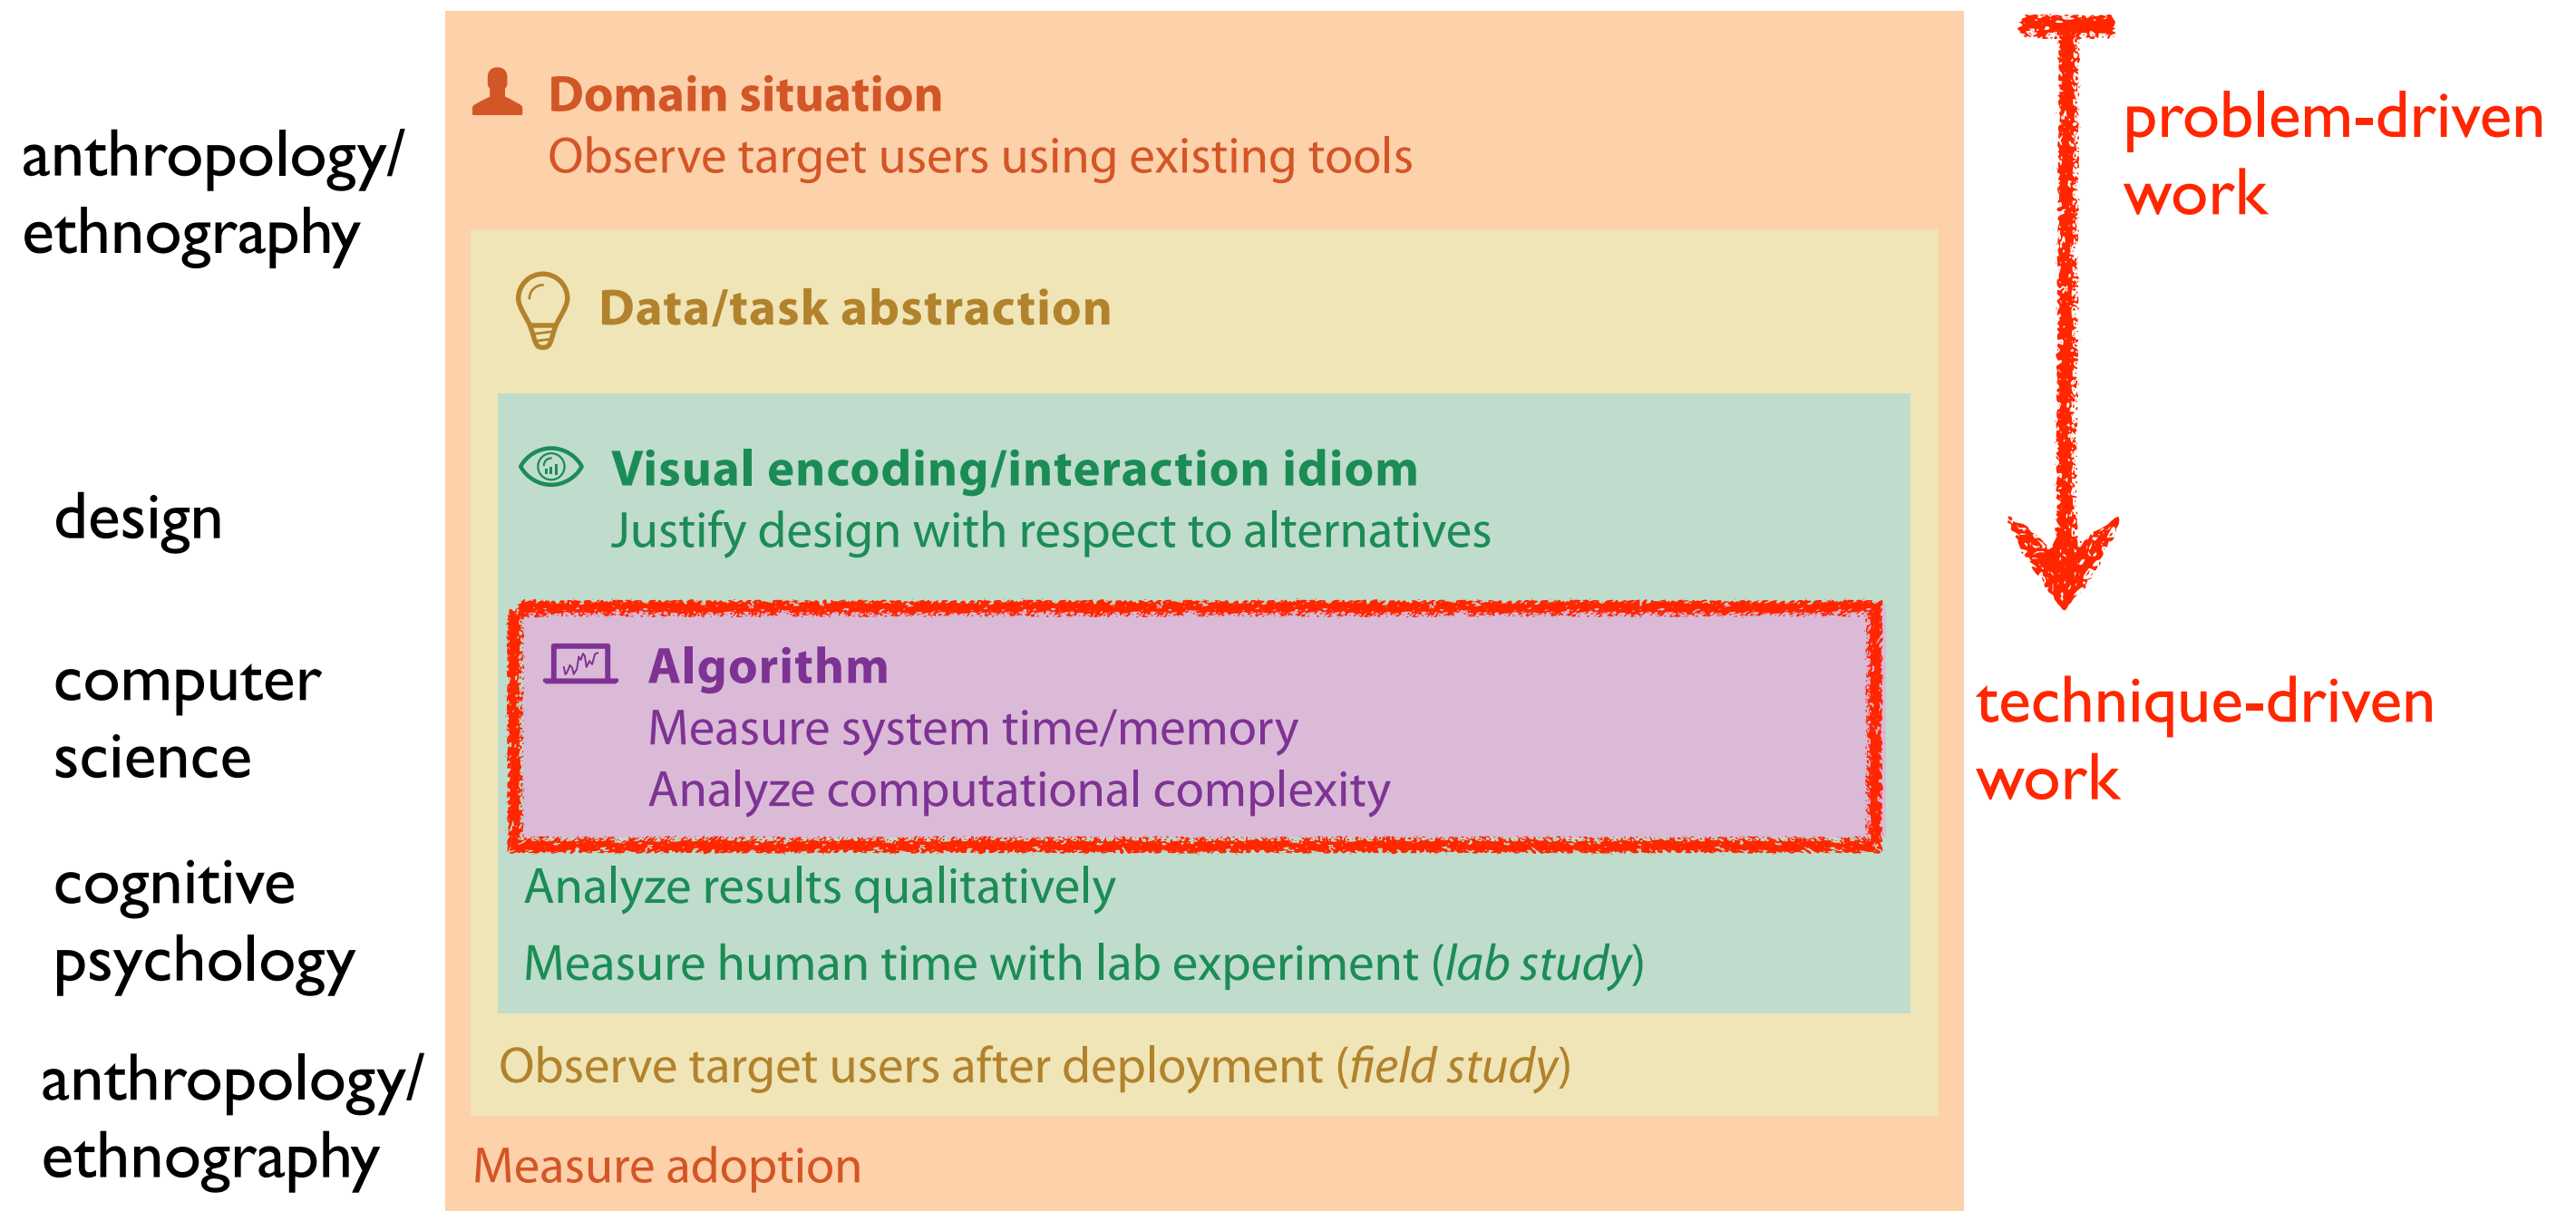 anthropology/
ethnography
design
computer
science
cognitive
psychology
anthropology/
ethnography
Domain situation
Observe target users using existing tools
Data/task abstraction
Visual encoding/interaction idiom
Justify design with respect to alternatives
Algorithm
Measure system time/memory
Analyze computational complexity
Analyze results qualitatively
Measure human time with lab experiment (lab study)
Observe target users after deployment (field study)
Measure adoption
problem-driven
work
technique-driven
work